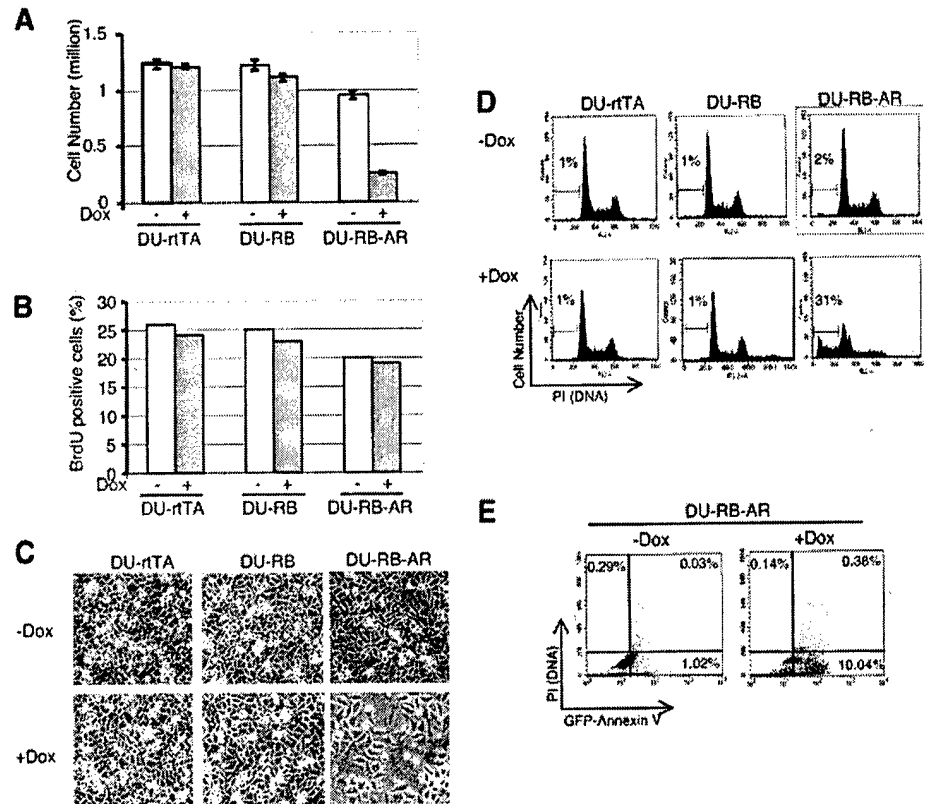 A
Cell Number (million)
1.5
1
0.5
0
Dox - + - + - +
DU-rtTA DU-RB DU-RB-AR
B
BrdU positive cells (%)
30
25
20
15
10
5
0
Dox - + - + - +
DU-rtTA DU-RB DU-RB-AR
C
DU-rtTA DU-RB DU-RB-AR
-Dox
+Dox
D
DU-rtTA DU-RB DU-RB-AR
-Dox
1% 1% 2%
+Dox
1% 1% 31%
Cell Number
PI (DNA)
E
DU-RB-AR
-Dox +Dox
0.29% 0.03% 0.14% 0.38%
1.02% 10.04%
PI (DNA)
GFP-Annexin V